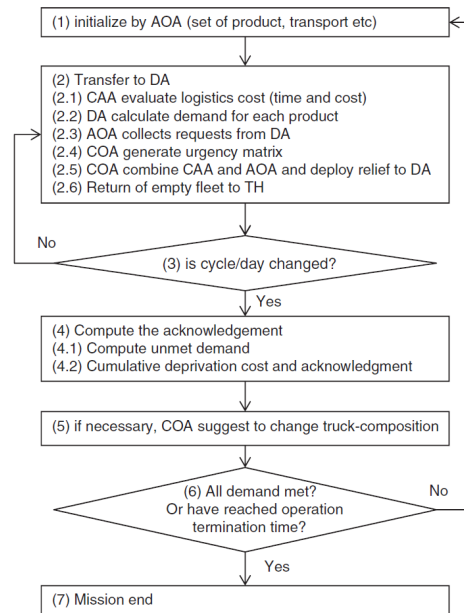 (1) initialize by AOA (set of product, transport etc)
(2) Transfer to DA
(2.1) CAA evaluate logistics cost (time and cost)
(2.2) DA calculate demand for each product
(2.3) AOA collects requests from DA
(2.4) COA generate urgency matrix
(2.5) COA combine CAA and AOA and deploy relief to DA
(2.6) Return of empty fleet to TH
No
(3) is cycle/day changed?
Yes
(4) Compute the acknowledgement
(4.1) Compute unmet demand
(4.2) Cumulative deprivation cost and acknowledgment
(5) if necessary, COA suggest to change truck-composition
(6) All demand met?
Or have reached operation
termination time?
No
Yes
(7) Mission end